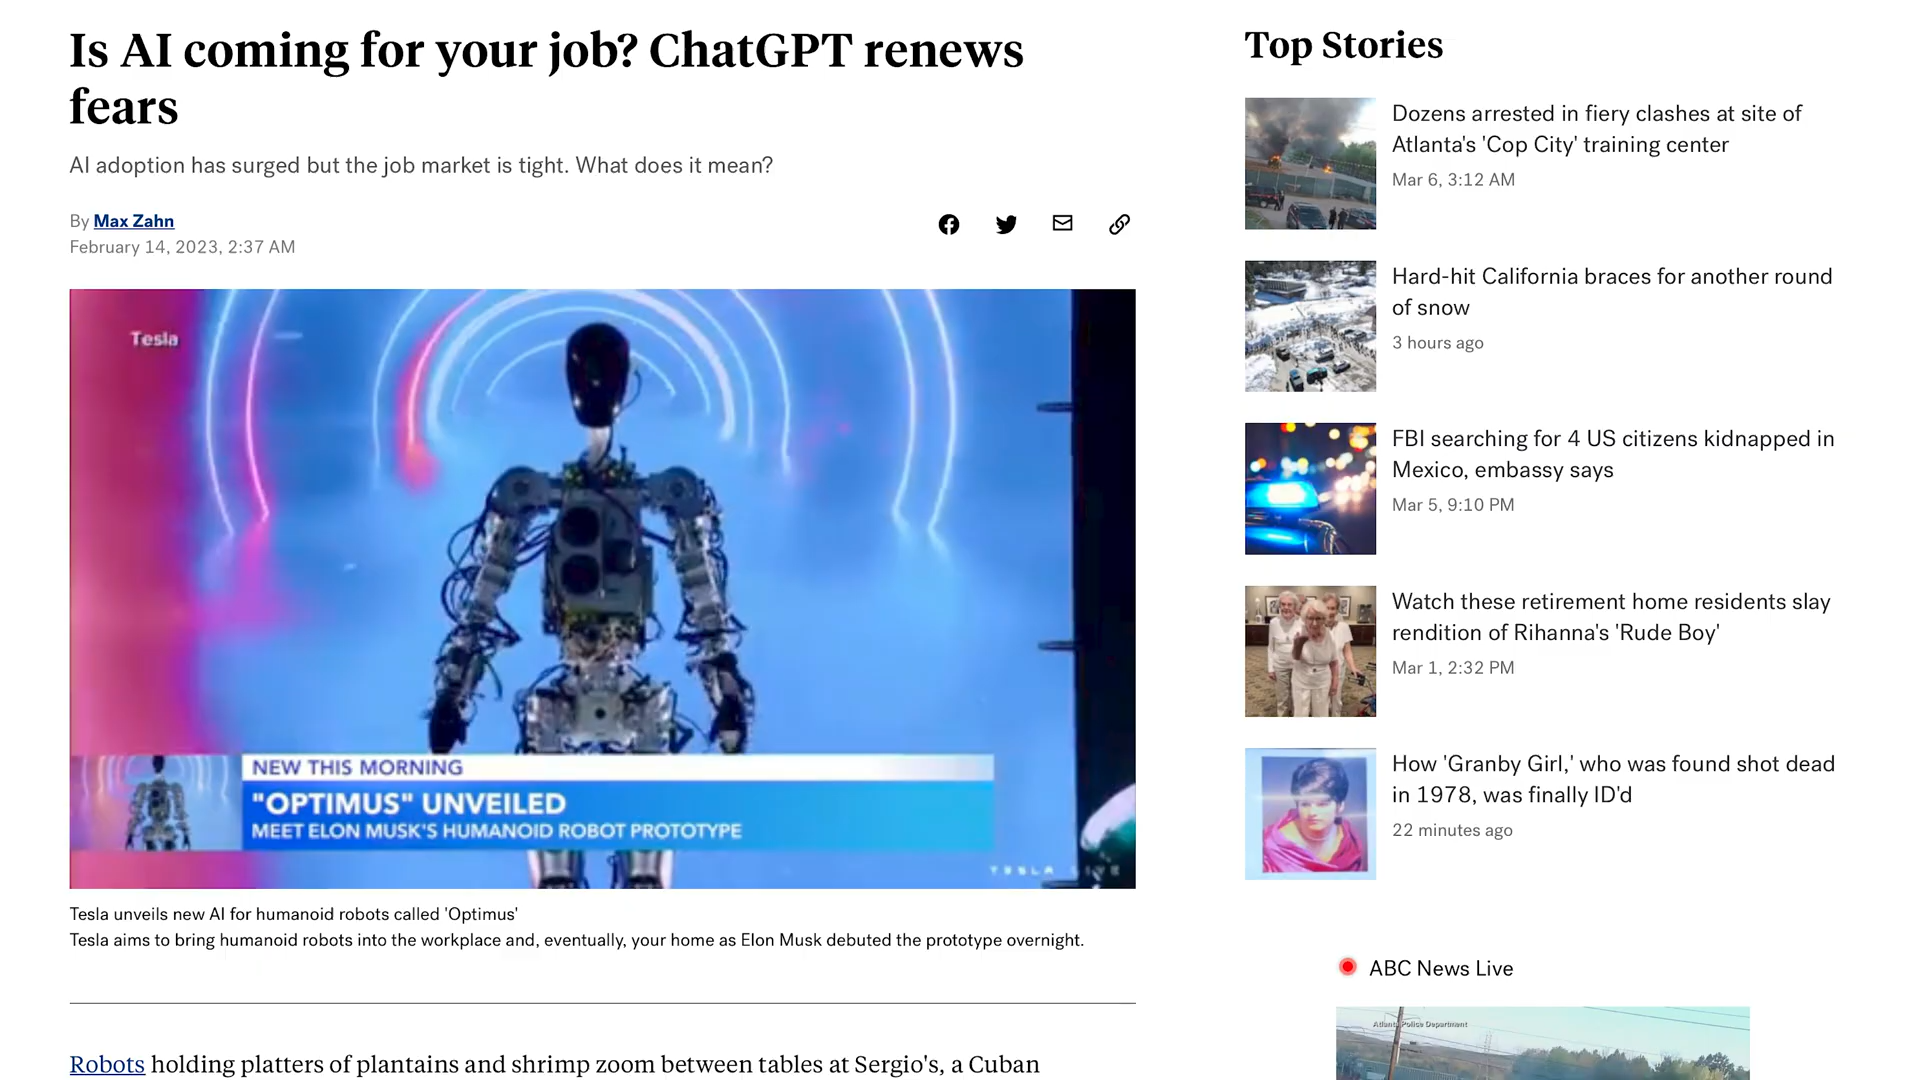 Is AI coming for your job? ChatGPT renews
fears
AI adoption has surged but the job market is tight. What does it mean?
By Max Zahn
February 14, 2023, 2:37 AM
Tesla
NEW THIS MORNING
"OPTIMUS" UNVEILED
MEET ELON MUSK'S HUMANOID ROBOT PROTOTYPE
TESLA LIVE
Tesla unveils new AI for humanoid robots called 'Optimus'
Tesla aims to bring humanoid robots into the workplace and, eventually, your home as Elon Musk debuted the prototype overnight.
Robots holding platters of plantains and shrimp zoom between tables at Sergio's, a Cuban
Top Stories
Dozens arrested in fiery clashes at site of
Atlanta's 'Cop City' training center
Mar 6, 3:12 AM
Hard-hit California braces for another round
of snow
3 hours ago
FBI searching for 4 US citizens kidnapped in
Mexico, embassy says
Mar 5, 9:10 PM
Watch these retirement home residents slay
rendition of Rihanna's 'Rude Boy'
Mar 1, 2:32 PM
How 'Granby Girl,' who was found shot dead
in 1978, was finally ID'd
22 minutes ago
ABC News Live
Atlanta Police Department